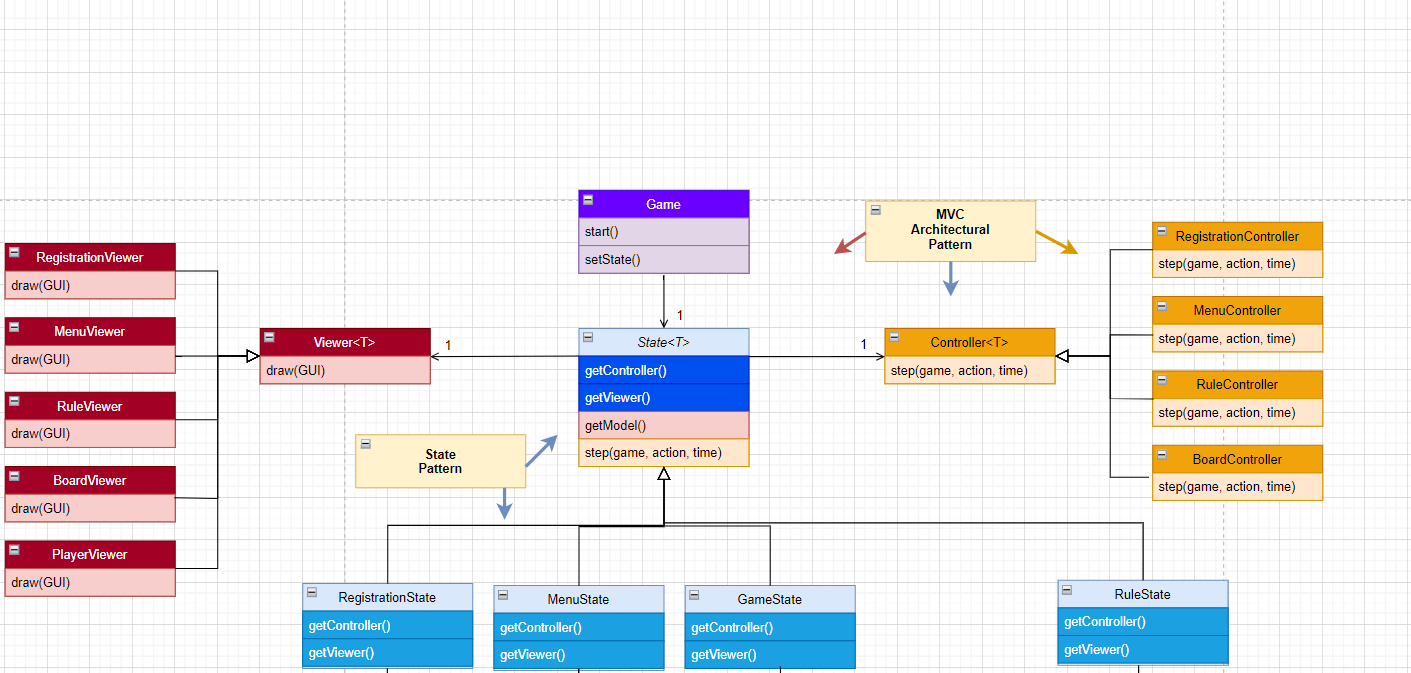 Game
start()
setState()
MVC
Architectural
Pattern
RegistrationController
step(game, action, time)
RegistrationViewer
draw(GUI)
MenuController
step(game, action, time)
MenuViewer
draw(GUI)
1
Viewer<T>
draw(GUI)
1
State<T>
getController()
getViewer()
getModel()
step(game, action, time)
1
Controller<T>
step(game, action, time)
RuleController
step(game, action, time)
RuleViewer
draw(GUI)
State
Pattern
BoardController
step(game, action, time)
BoardViewer
draw(GUI)
PlayerViewer
draw(GUI)
RegistrationState
getController()
getViewer()
MenuState
getController()
getViewer()
GameState
getController()
getViewer()
RuleState
getController()
getViewer()